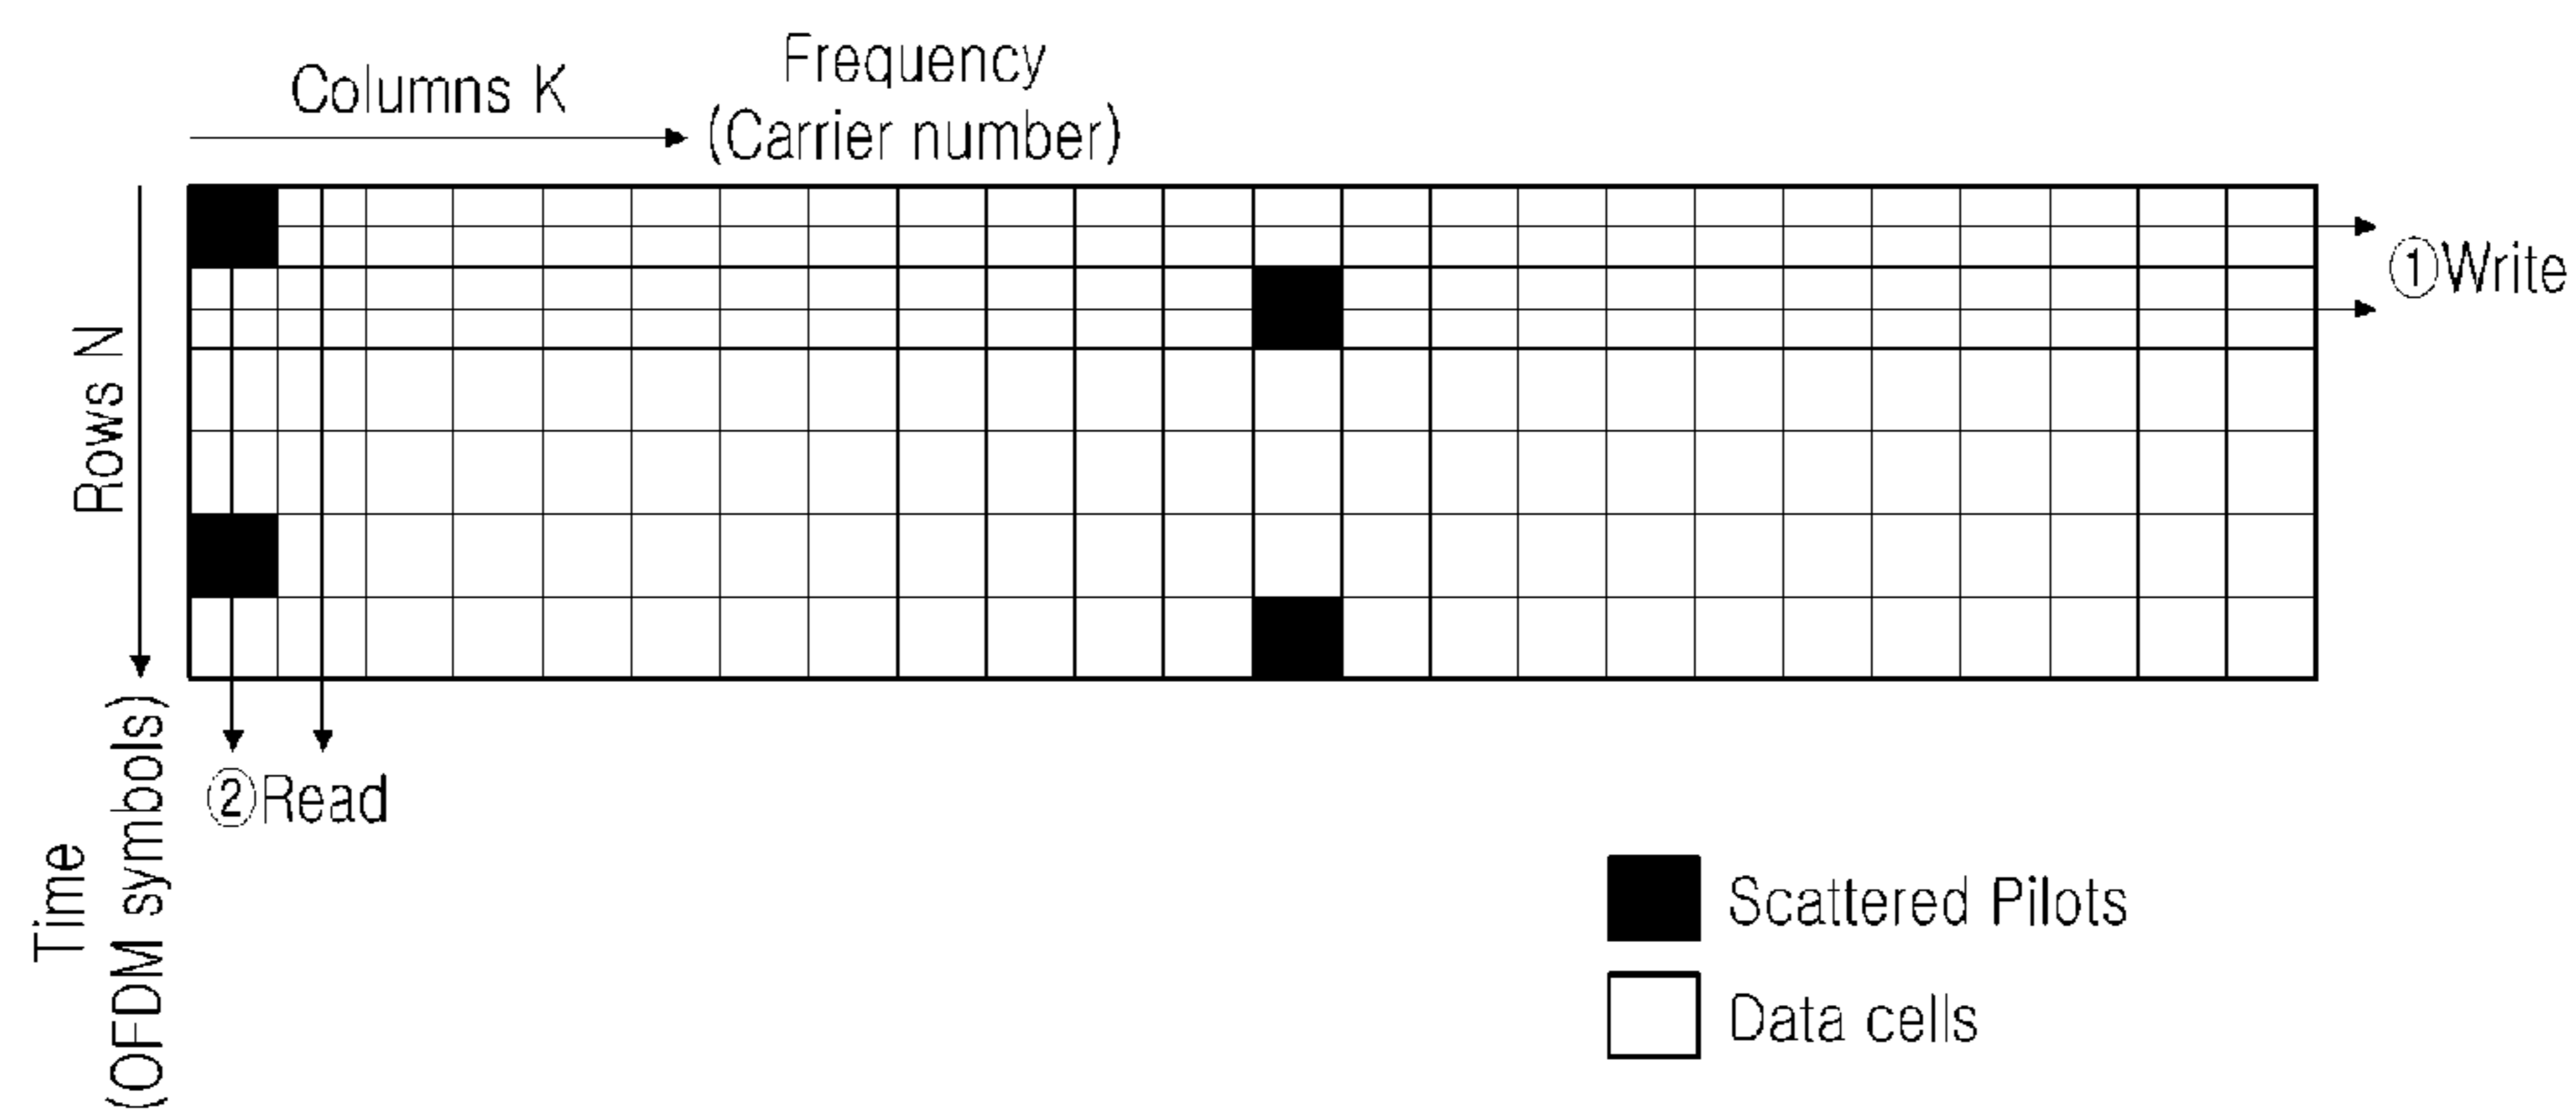 Columns K
Frequency
(Carrier number)
①Write
Rows N
Time
(OFDM symbols)
②Read
Scattered Pilots
Data cells